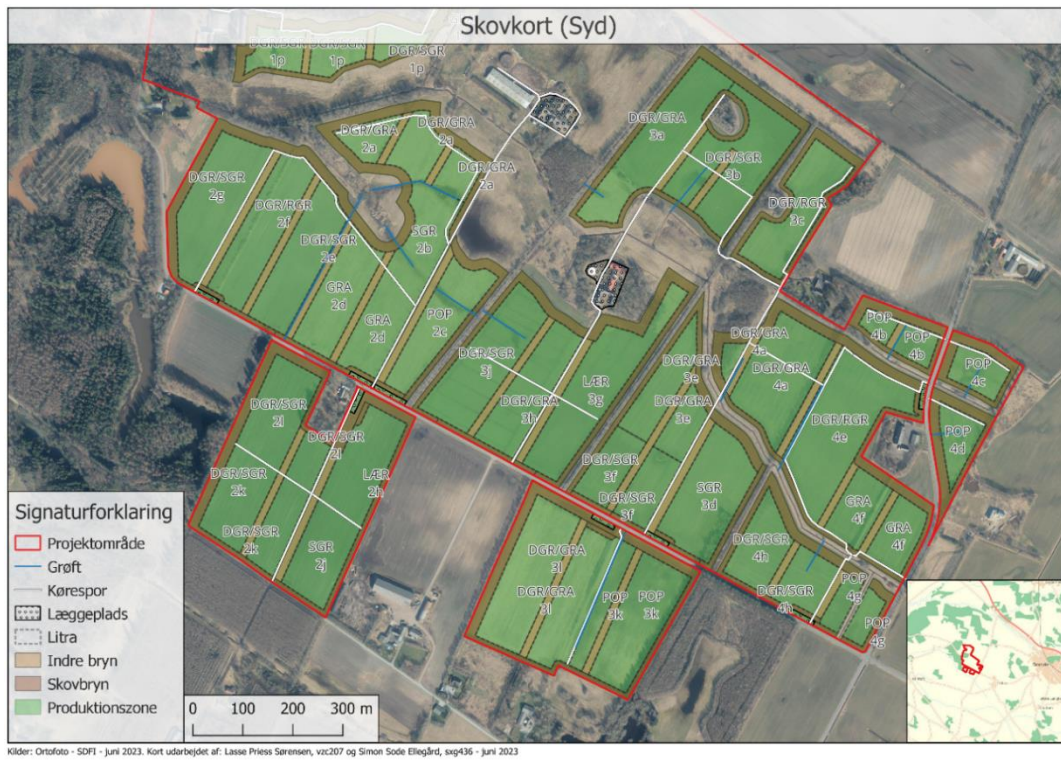 Skovkort (Syd)
DGR/SGR
1p
DGR/SGR
1p
DGR/SGR
1p
DGR/GRA
2a
DGR/GRA
2a
DGR/GRA
2a
DGR/GRA
3a
DGR/SGR
3b
DGR/RGR
3c
DGR/SGR
2g
DGR/RGR
2f
DGR/SGR
2e
SGR
2b
GRA
2d
GRA
2d
POP
2c
DGR/SGR
3j
DGR/GRA
3h
LÆR
3g
DGR/GRA
3e
DGR/GRA
3e
DGR/GRA
4a
DGR/GRA
4a
POP
4b
POP
4b
POP
4c
POP
4d
DGR/RGR
4e
DGR/SGR
2l
DGR/SGR
2l
LÆR
2h
DGR/SGR
2k
DGR/SGR
2k
SGR
2j
DGR/SGR
3f
DGR/SGR
3f
SGR
3d
GRA
4f
GRA
4f
DGR/SGR
4h
DGR/SGR
4h
POP
4g
POP
4g
DGR/GRA
3l
DGR/GRA
3l
POP
3k
POP
3k
Signaturforklaring
Projektområde
Grøft
Kørespor
Læggeplads
Litra
Indre bryn
Skovbryn
Produktionszone
0 100 200 300 m
Kilder: Ortofoto - SDFI - juni 2023. Kort udarbejdet af: Lasse Priess Sørensen, vzc207 og Simon Sode Ellegård, sxg436 - juni 2023